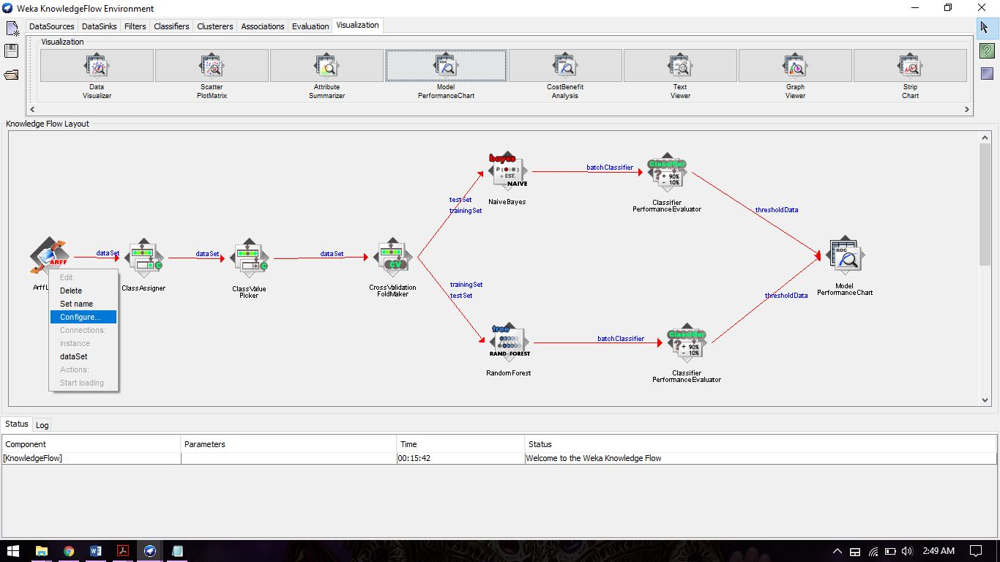 Weka KnowledgeFlow Environment
DataSources DataSinks Filters Classifiers Clusterers Associations Evaluation Visualization
Visualization
Data
Visualizer
Scatter
PlotMatrix
Attribute
Summarizer
ROC
Model
PerformanceChart
ROC
CostBenefit
Analysis
Text
Viewer
Graph
Viewer
Strip
Chart
Knowledge Flow Layout
bayes
+ EST.
NAIVE
NaiveBayes
batchClassifier
Classifier
? + 90%
- 10%
Classifier
PerformanceEvaluator
testSet
trainingSet
thresholdData
ARFF
dataSet
C
ClassAssigner
dataSet
C
ClassValue
Picker
dataSet
CV
CrossValidation
FoldMaker
ROC
Model
PerformanceChart
trainingSet
testSet
thresholdData
tree
RAND_FOREST
RandomForest
batchClassifier
Classifier
? + 90%
- 10%
Classifier
PerformanceEvaluator
Edit:
Delete
Set name
Configure...
Connections:
instance
dataSet
Actions:
Start loading
Status Log
Component Parameters Time Status
[KnowledgeFlow] 00:15:42 Welcome to the Weka Knowledge Flow
2:49 AM